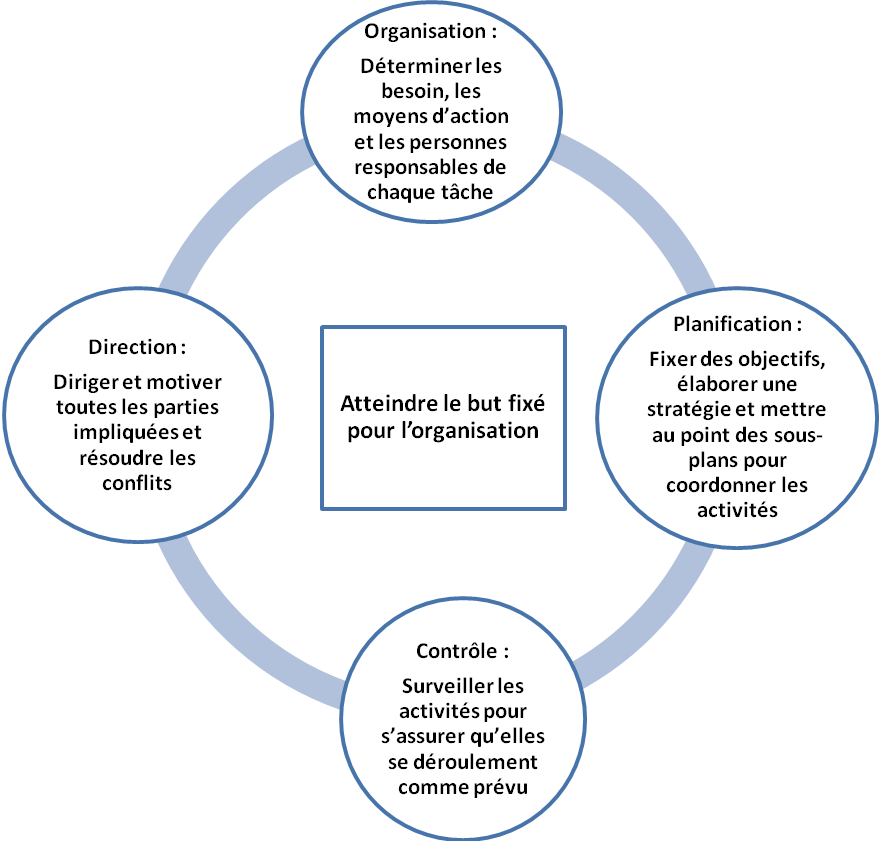 Organisation :
Déterminer les
besoin, les
moyens d’action
et les personnes
responsables de
chaque tâche
Planification :
Fixer des objectifs,
élaborer une
stratégie et mettre
au point des sous-
plans pour
coordonner les
activités
Direction :
Diriger et motiver
toutes les parties
impliquées et
résoudre les
conflits
Atteindre le but fixé
pour l’organisation
Contrôle :
Surveiller les
activités pour
s’assurer qu’elles
se déroulement
comme prévu